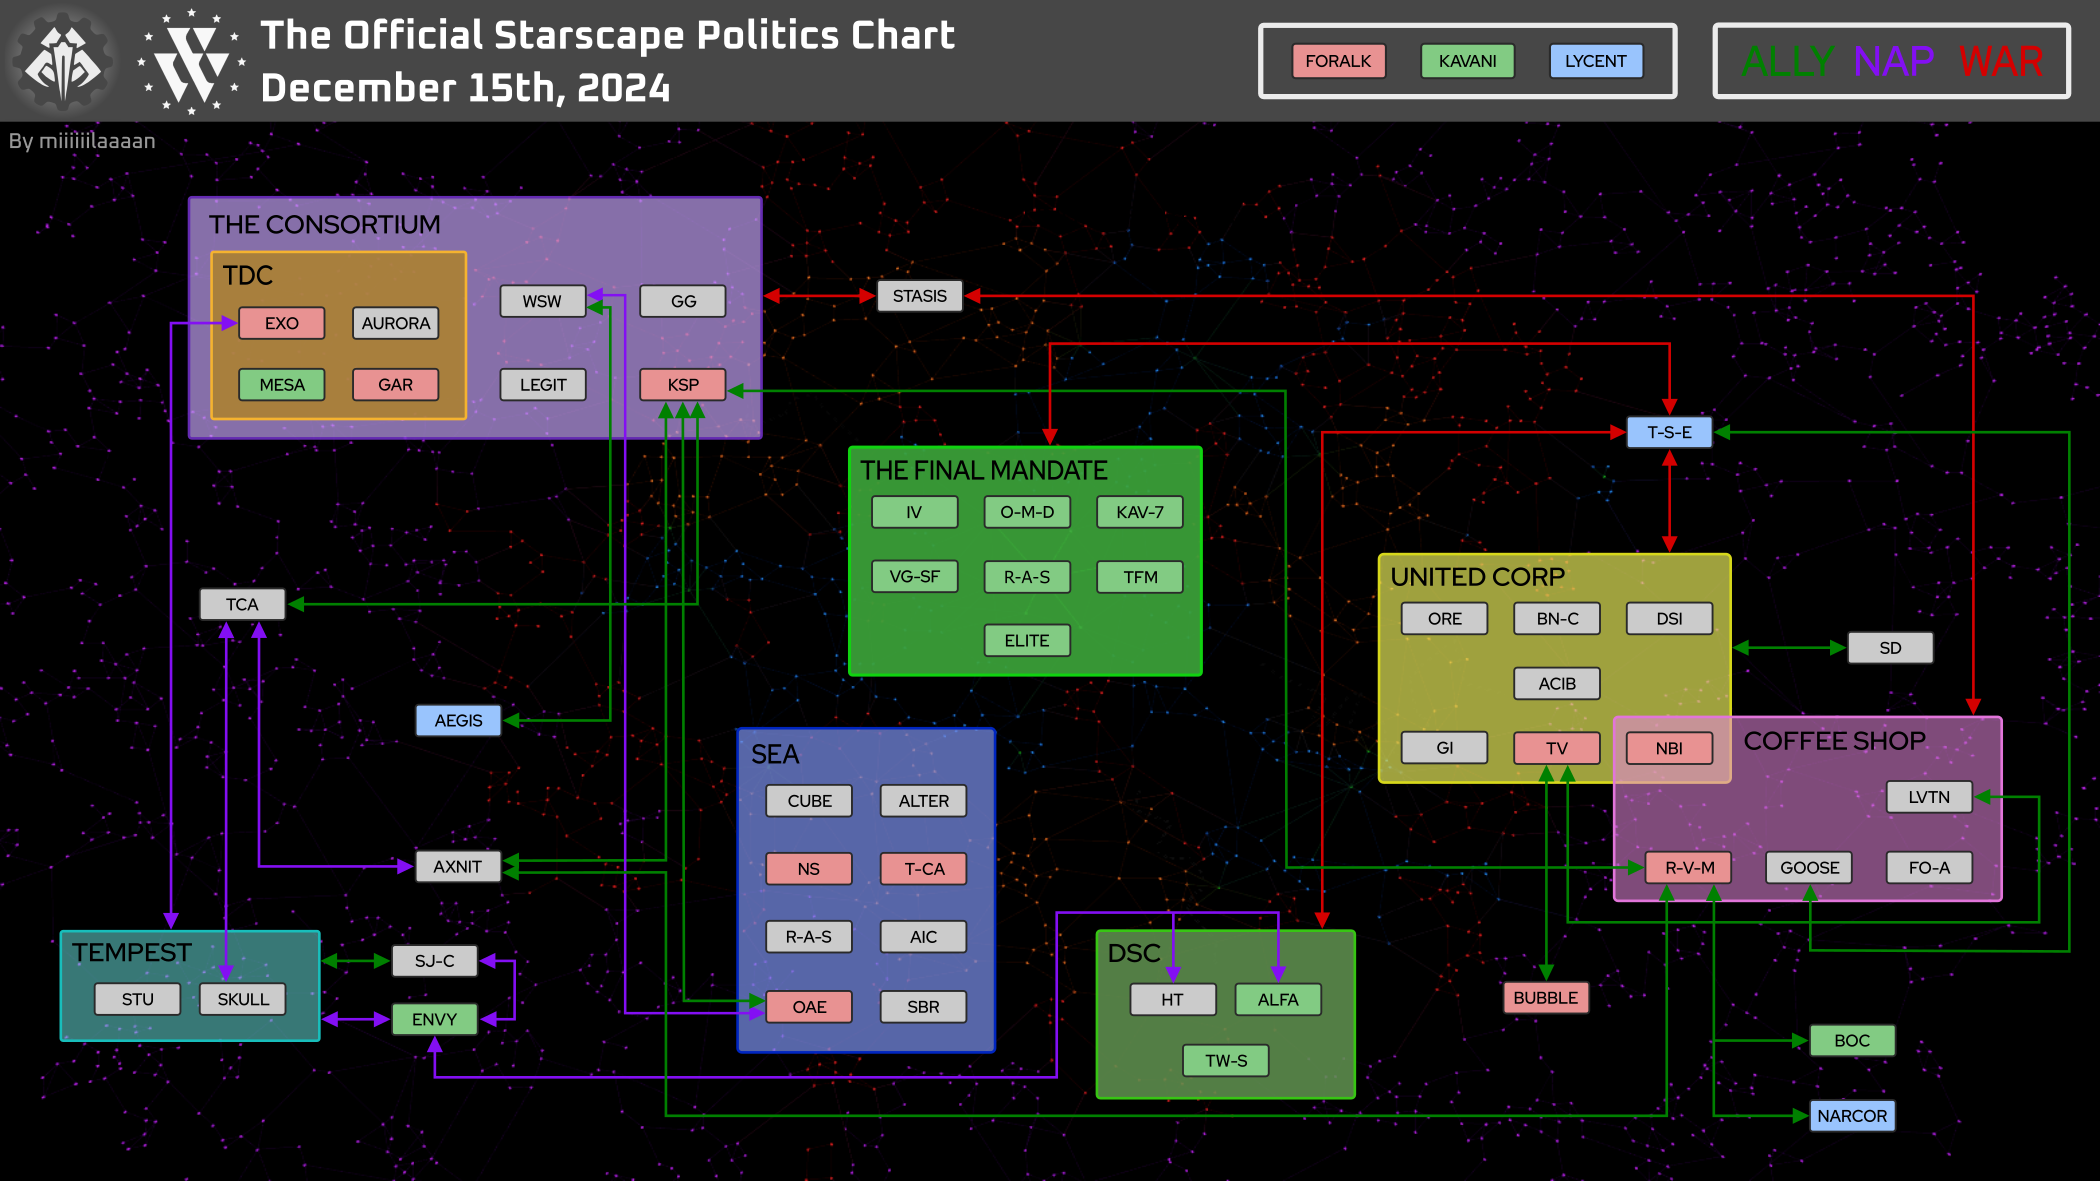 The Official Starscape Politics Chart
December 15th, 2024
FORALK KAVANI LYCENT
ALLY NAP WAR
By miiiiiilaaaan
THE CONSORTIUM
TDC
EXO AURORA
MESA GAR
WSW GG
LEGIT KSP
STASIS
T-S-E
THE FINAL MANDATE
IV O-M-D KAV-7
VG-SF R-A-S TFM
ELITE
UNITED CORP
ORE BN-C DSI
ACIB
GI TV NBI
SD
COFFEE SHOP
LVTN
R-V-M GOOSE FO-A
TCA
AEGIS
AXNIT
SEA
CUBE ALTER
NS T-CA
R-A-S AIC
OAE SBR
TEMPEST
STU SKULL
SJ-C
ENVY
DSC
HT ALFA
TW-S
BUBBLE
BOC
NARCOR